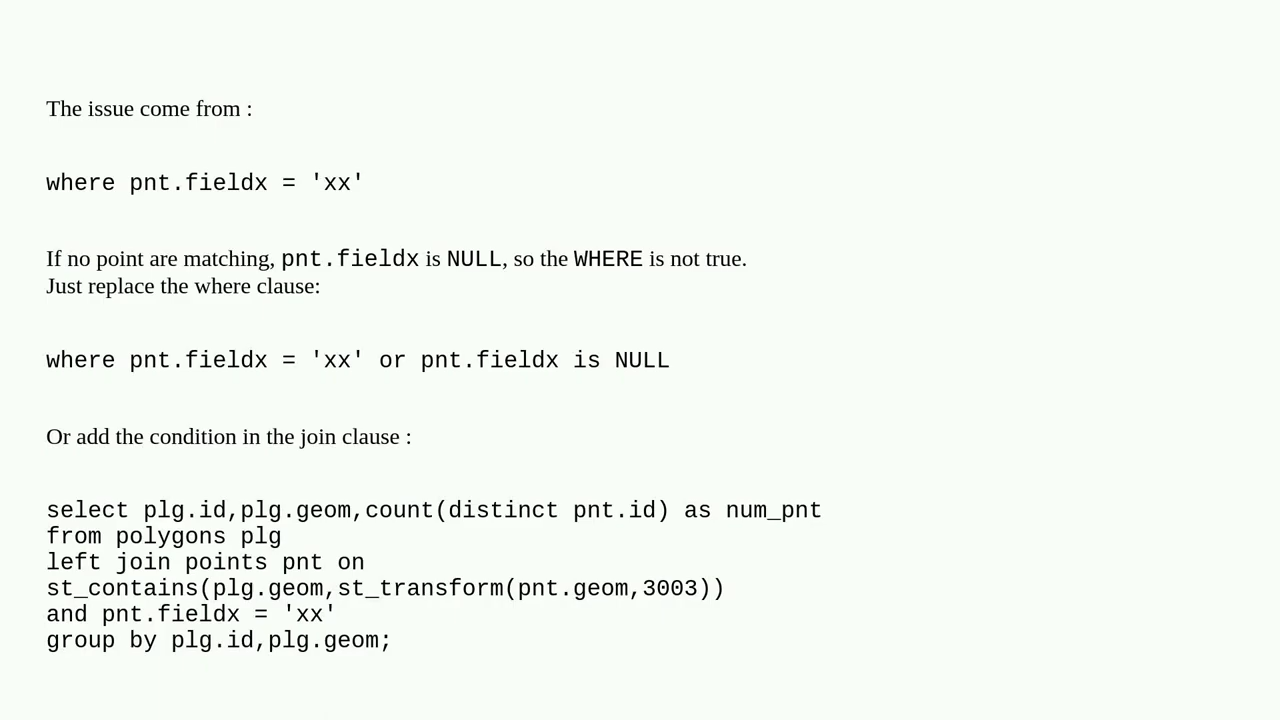 The issue come from :
where pnt.fieldx = 'xx'
If no point are matching, pnt.fieldx is NULL, so the WHERE is not true.
Just replace the where clause:
where pnt.fieldx = 'xx' or pnt.fieldx is NULL
Or add the condition in the join clause :
select plg.id,plg.geom,count(distinct pnt.id) as num_pnt
from polygons plg
left join points pnt on
st_contains(plg.geom,st_transform(pnt.geom,3003))
and pnt.fieldx = 'xx'
group by plg.id,plg.geom;